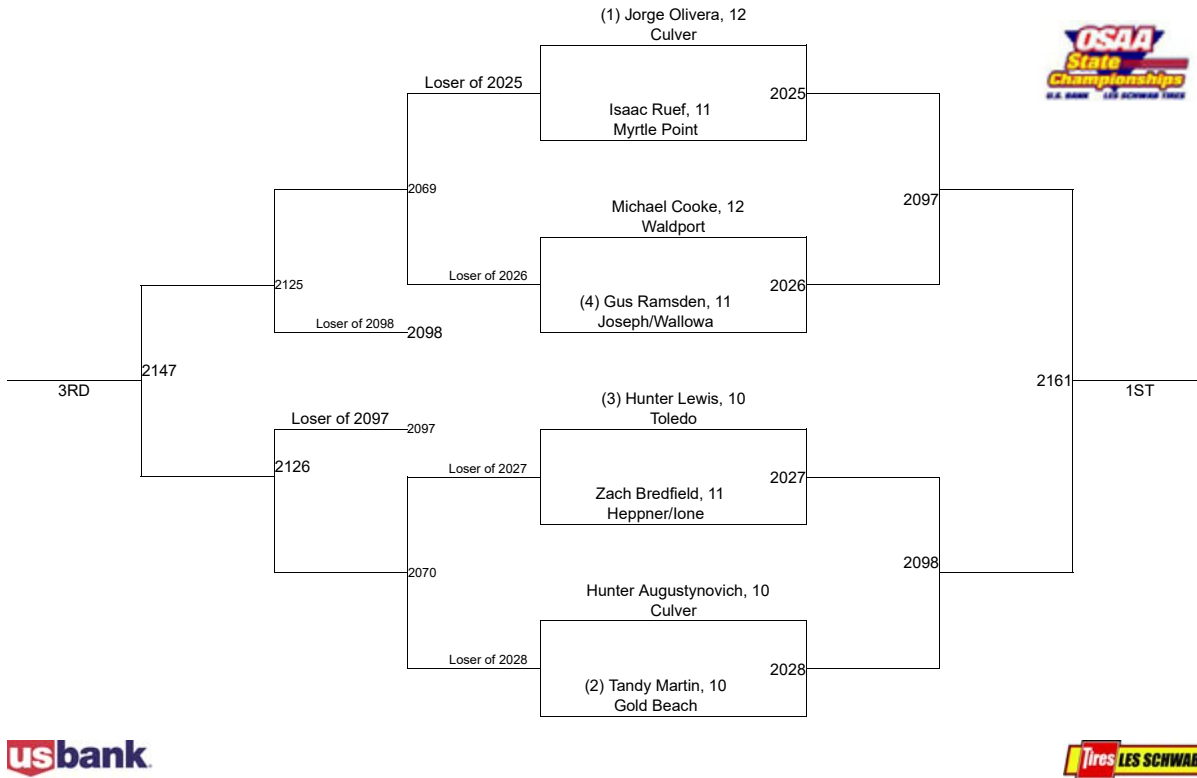 (1) Jorge Olivera, 12
Culver
OSAA
State
Championships
U.S. BANK LES SCHWAB TIRES
Loser of 2025
2025
Isaac Ruef, 11
Myrtle Point
2069
2097
Michael Cooke, 12
Waldport
Loser of 2026
2026
2125
(4) Gus Ramsden, 11
Joseph/Wallowa
Loser of 2098
2098
2147
2161
3RD
1ST
(3) Hunter Lewis, 10
Toledo
Loser of 2097
2097
2126
Loser of 2027
2027
Zach Bredfield, 11
Heppner/Ione
2070
2098
Hunter Augustynovich, 10
Culver
Loser of 2028
2028
(2) Tandy Martin, 10
Gold Beach
usbank
Tires LES SCHWAB